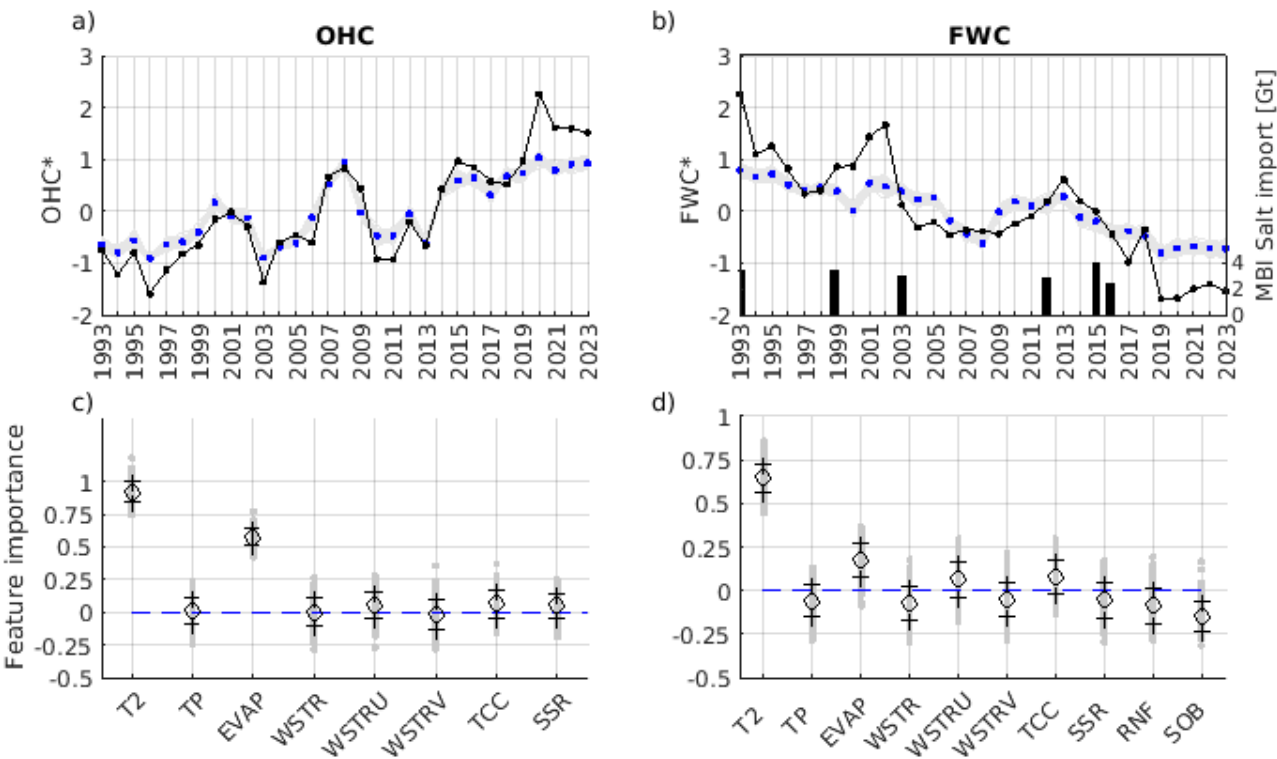 a)
OHC
OHC*
3
2
1
0
-1
-2
1993
1995
1997
1999
2001
2003
2005
2007
2009
2011
2013
2015
2017
2019
2021
2023
b)
FWC
FWC*
3
2
1
0
-1
-2
MBI Salt import [Gt]
4
2
0
1993
1995
1997
1999
2001
2003
2005
2007
2009
2011
2013
2015
2017
2019
2021
2023
c)
Feature importance
1
0.75
0.5
0.25
0
-0.25
-0.5
T2
TP
EVAP
WSTR
WSTRU
WSTRV
TCC
SSR
d)
1
0.75
0.5
0.25
0
-0.25
-0.5
T2
TP
EVAP
WSTR
WSTRU
WSTRV
TCC
SSR
RNF
SOB